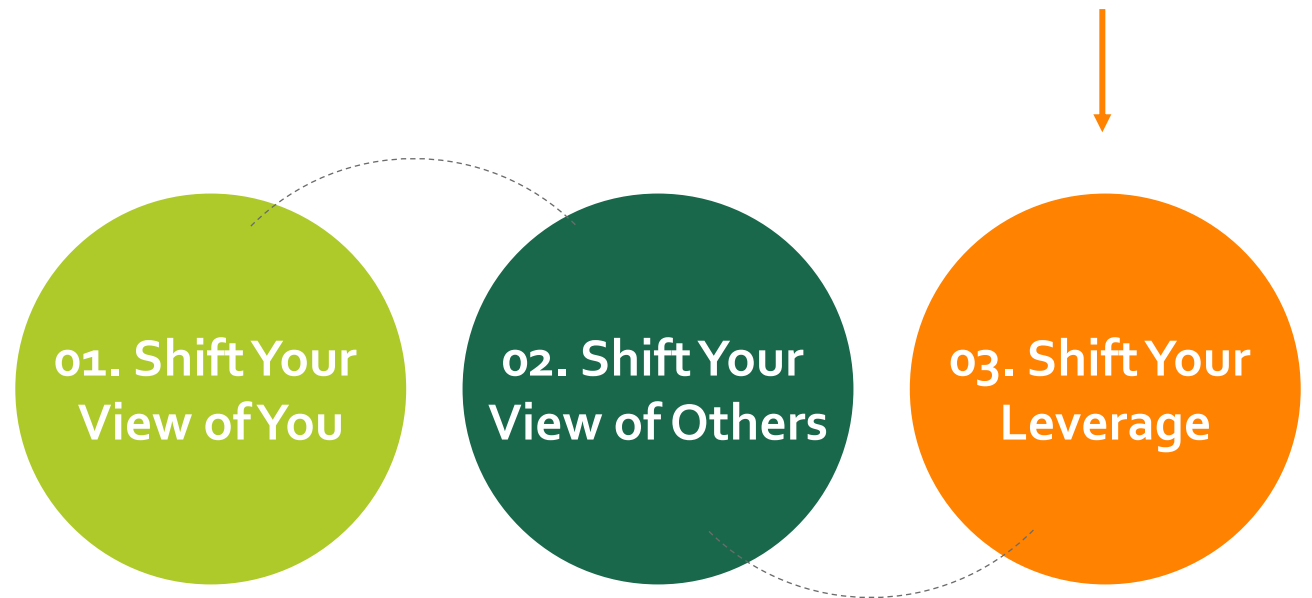 01. Shift Your
View of You
02. Shift Your
View of Others
03. Shift Your
Leverage